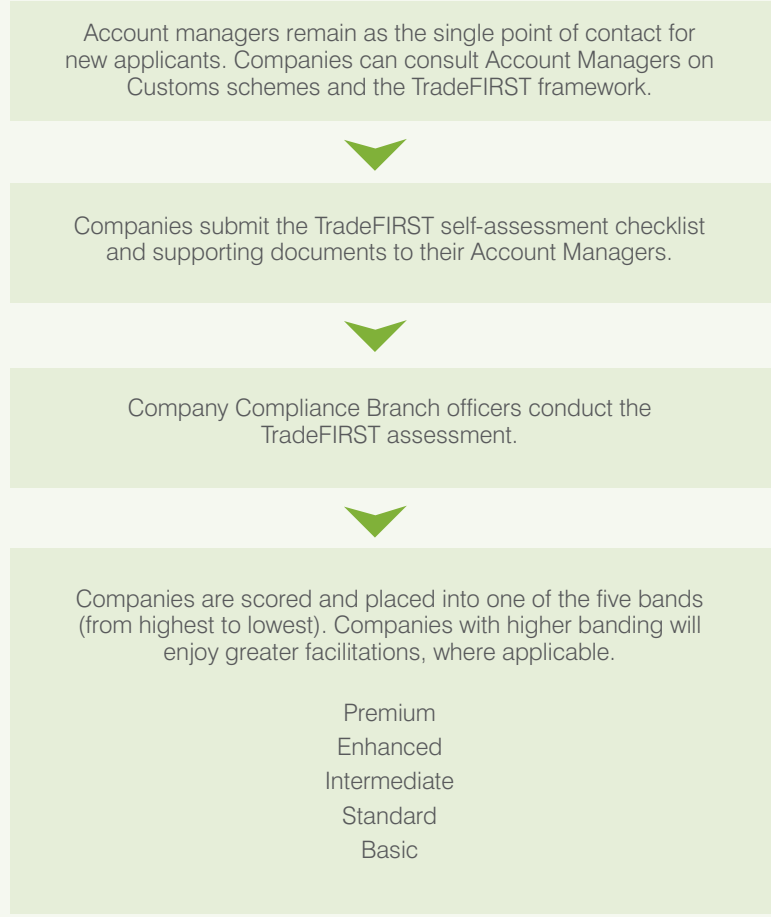 Account managers remain as the single point of contact for
new applicants. Companies can consult Account Managers on
Customs schemes and the TradeFIRST framework.
Companies submit the TradeFIRST self-assessment checklist
and supporting documents to their Account Managers.
Company Compliance Branch officers conduct the
TradeFIRST assessment.
Companies are scored and placed into one of the five bands
(from highest to lowest). Companies with higher banding will
enjoy greater facilitations, where applicable.
Premium
Enhanced
Intermediate
Standard
Basic